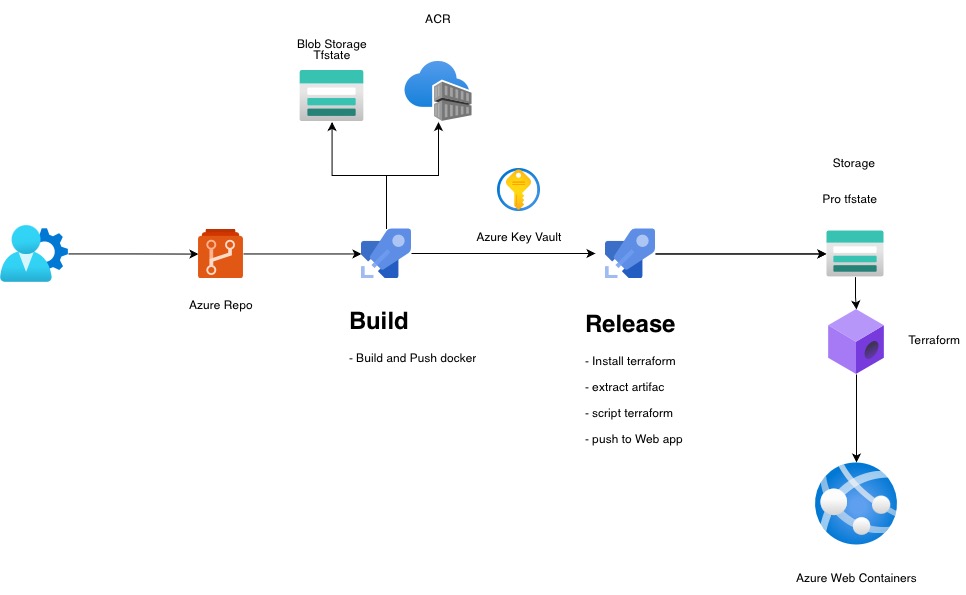 ACR
Blob Storage
Tfstate
Storage
Pro tfstate
Azure Key Vault
Azure Repo
Build
- Build and Push docker
Release
- Install terraform
- extract artifac
- script terraform
- push to Web app
Terraform
Azure Web Containers